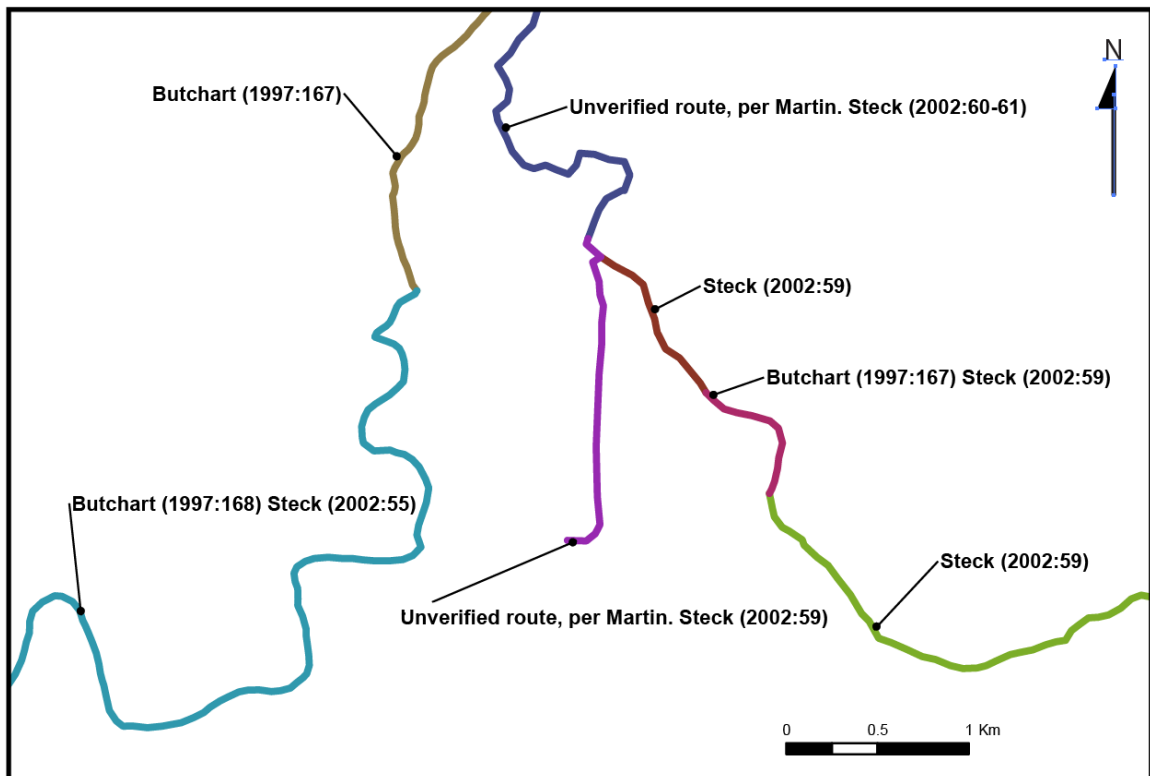 N
Butchart (1997:167)
Unverified route, per Martin. Steck (2002:60-61)
Steck (2002:59)
Butchart (1997:167) Steck (2002:59)
Butchart (1997:168) Steck (2002:55)
Steck (2002:59)
Unverified route, per Martin. Steck (2002:59)
0 0.5 1 Km